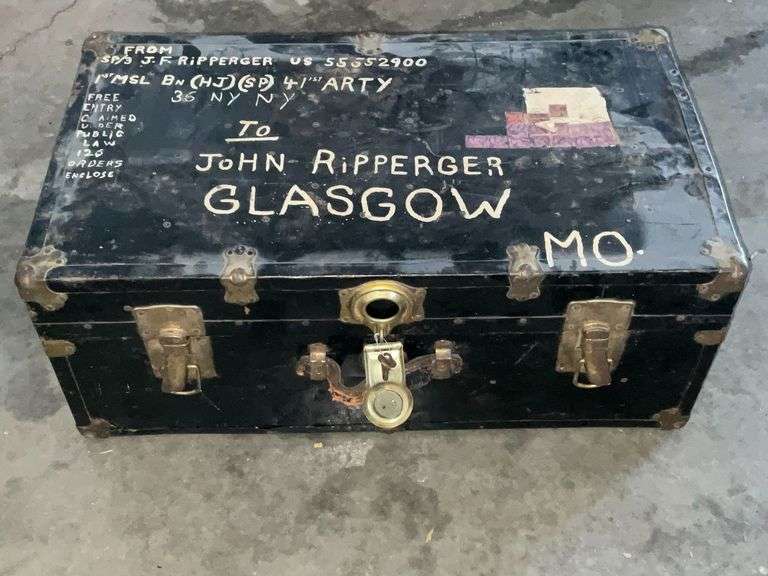 FROM
SP/3 J.F. RIPPERGER US 55552900
1ST MSL BN (HJ)(SP) 41ST ARTY
36 NY NY
FREE
ENTRY
CLAIMED
UNDER
PUBLIC
LAW
126
ORDERS
ENCLOSE
TO
JOHN RIPPERGER
GLASGOW
MO.